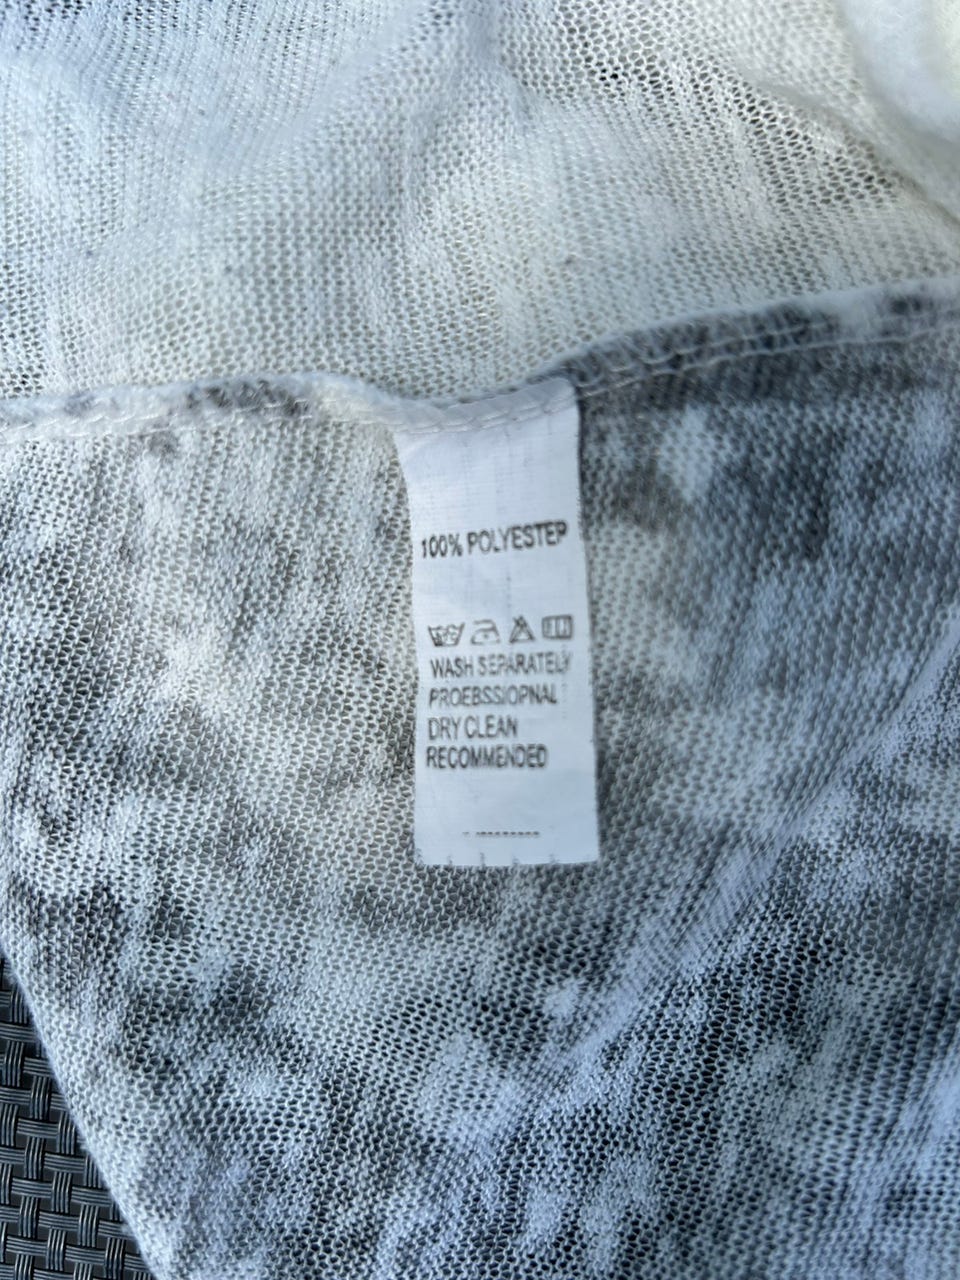 100% POLYESTEP
WASH SEPARATELY
PROEBSSIOPNAL
DRY CLEAN
RECOMMENDED